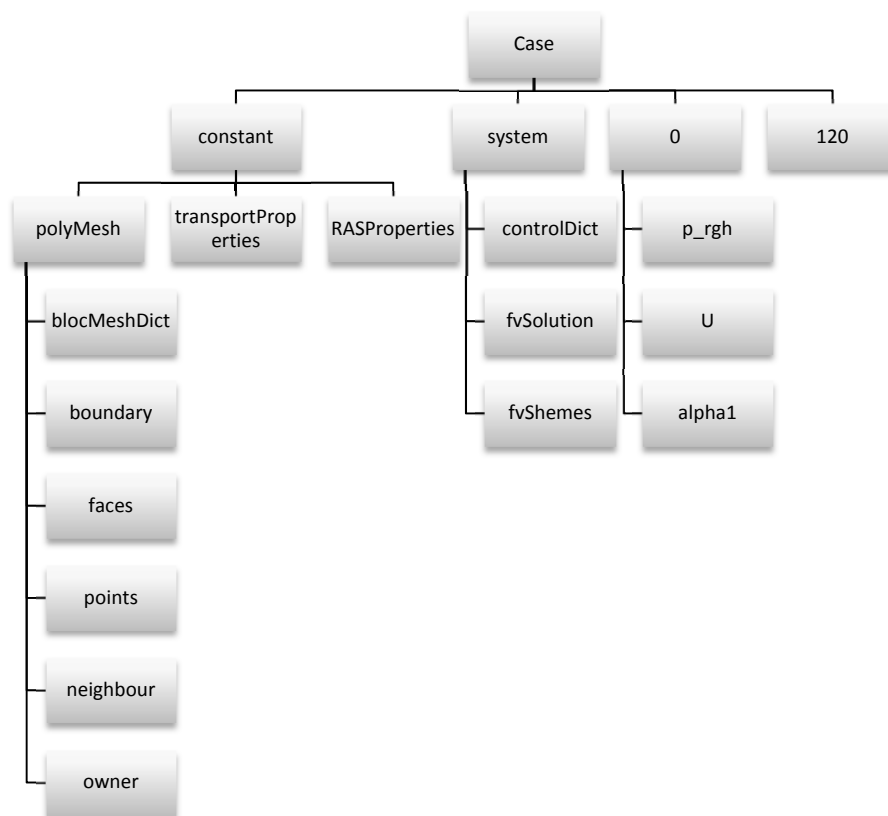 Case
constant
system
0
120
polyMesh
transportProp
erties
RASProperties
controlDict
p_rgh
blocMeshDict
fvSolution
U
boundary
fvShemes
alpha1
faces
points
neighbour
owner